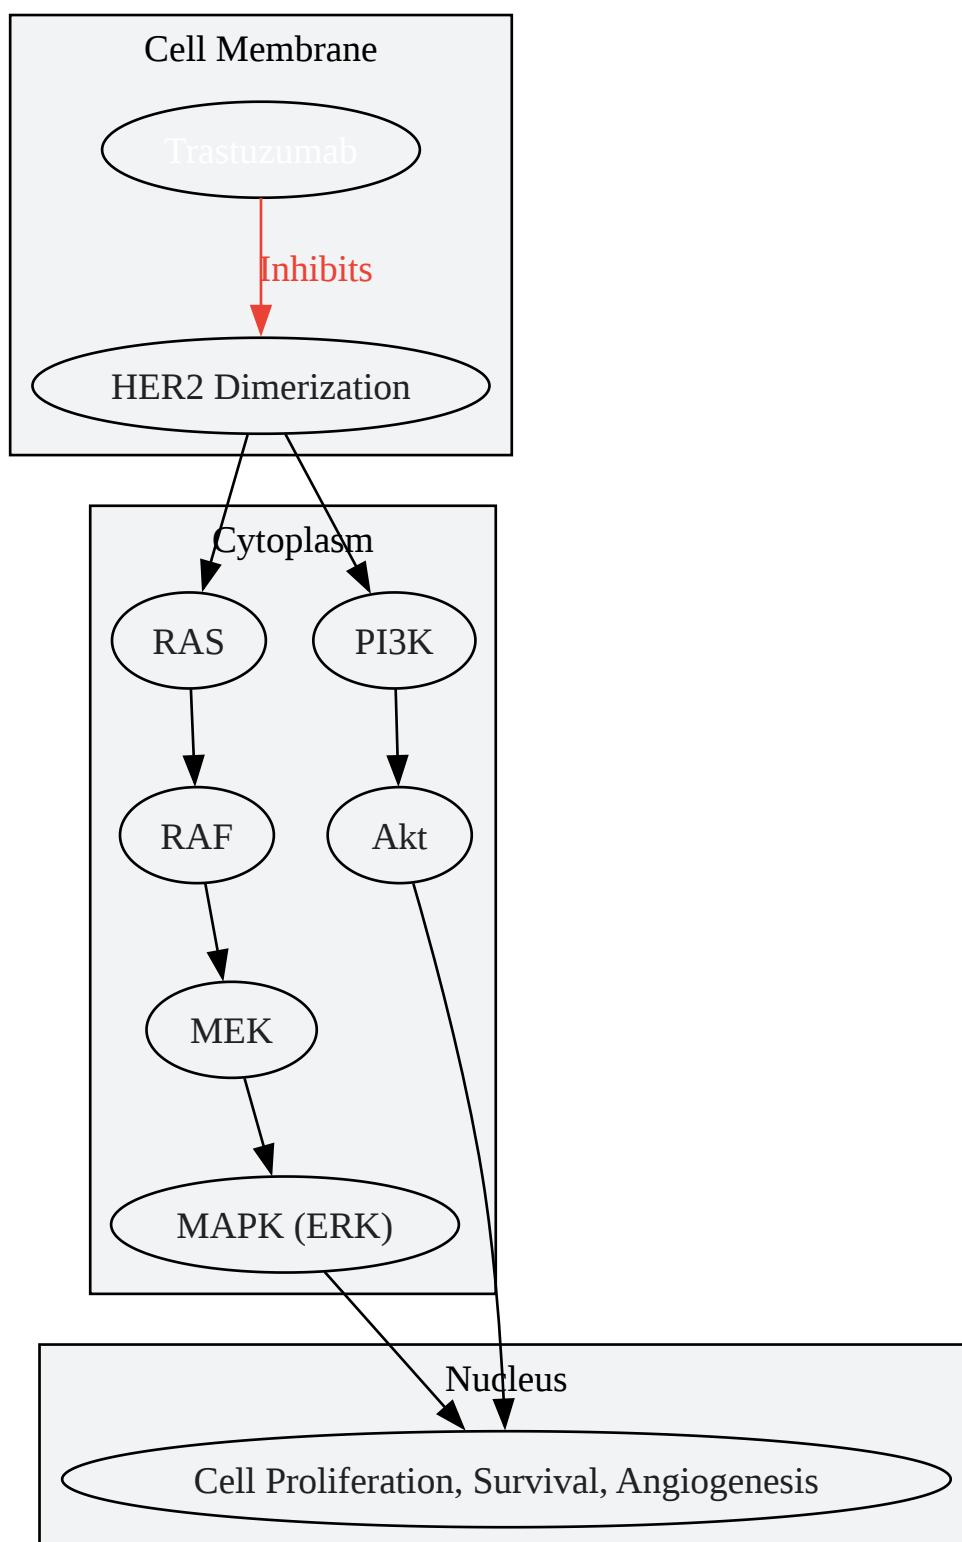 Cell Membrane
Trastuzumab
Inhibits
HER2 Dimerization
Cytoplasm
RAS
PI3K
RAF
Akt
MEK
MAPK (ERK)
Nucleus
Cell Proliferation, Survival, Angiogenesis